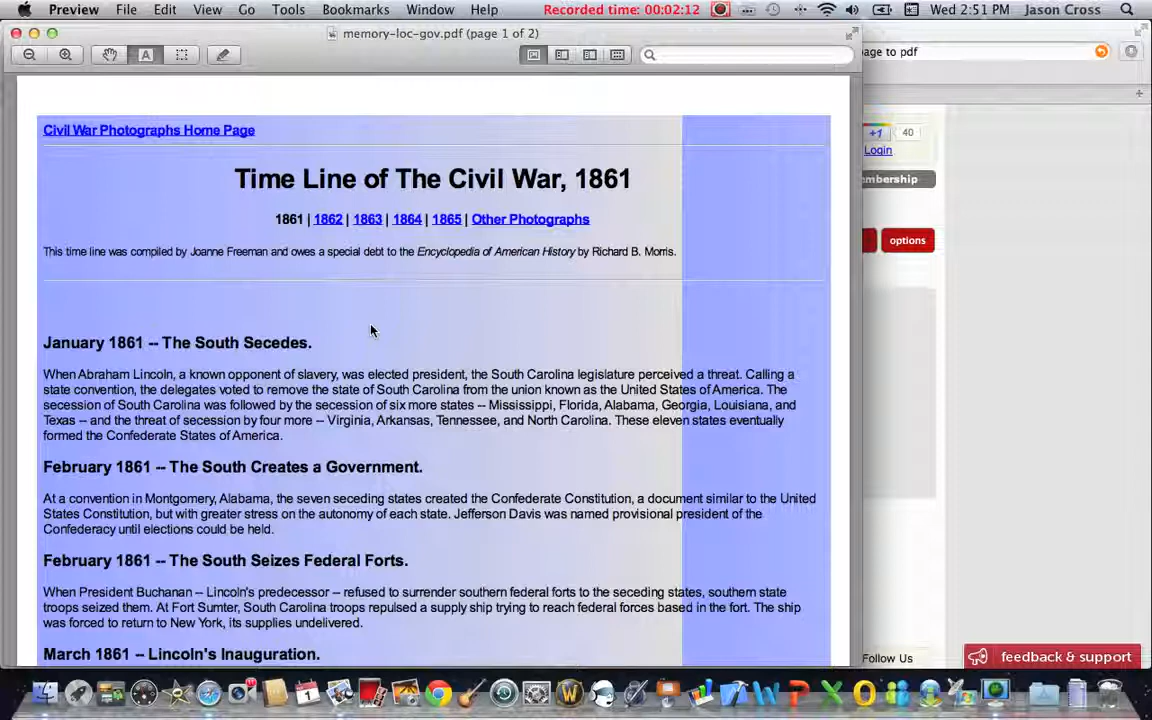 Preview File Edit View Go Tools Bookmarks Window Help Recorded time: 00:02:12 Wed 2:51 PM Jason Cross
memory-loc-gov.pdf (page 1 of 2)
age to pdf
A
+1 40
Login
embership
options
Civil War Photographs Home Page
Time Line of The Civil War, 1861
1861 | 1862 | 1863 | 1864 | 1865 | Other Photographs
This time line was compiled by Joanne Freeman and owes a special debt to the Encyclopedia of American History by Richard B. Morris.
January 1861 -- The South Secedes.
When Abraham Lincoln, a known opponent of slavery, was elected president, the South Carolina legislature perceived a threat. Calling a
state convention, the delegates voted to remove the state of South Carolina from the union known as the United States of America. The
secession of South Carolina was followed by the secession of six more states -- Mississippi, Florida, Alabama, Georgia, Louisiana, and
Texas -- and the threat of secession by four more -- Virginia, Arkansas, Tennessee, and North Carolina. These eleven states eventually
formed the Confederate States of America.
February 1861 -- The South Creates a Government.
At a convention in Montgomery, Alabama, the seven seceding states created the Confederate Constitution, a document similar to the United
States Constitution, but with greater stress on the autonomy of each state. Jefferson Davis was named provisional president of the
Confederacy until elections could be held.
February 1861 -- The South Seizes Federal Forts.
When President Buchanan -- Lincoln's predecessor -- refused to surrender southern federal forts to the seceding states, southern state
troops seized them. At Fort Sumter, South Carolina troops repulsed a supply ship trying to reach federal forces based in the fort. The ship
was forced to return to New York, its supplies undelivered.
March 1861 -- Lincoln's Inauguration.
Follow Us
feedback & support